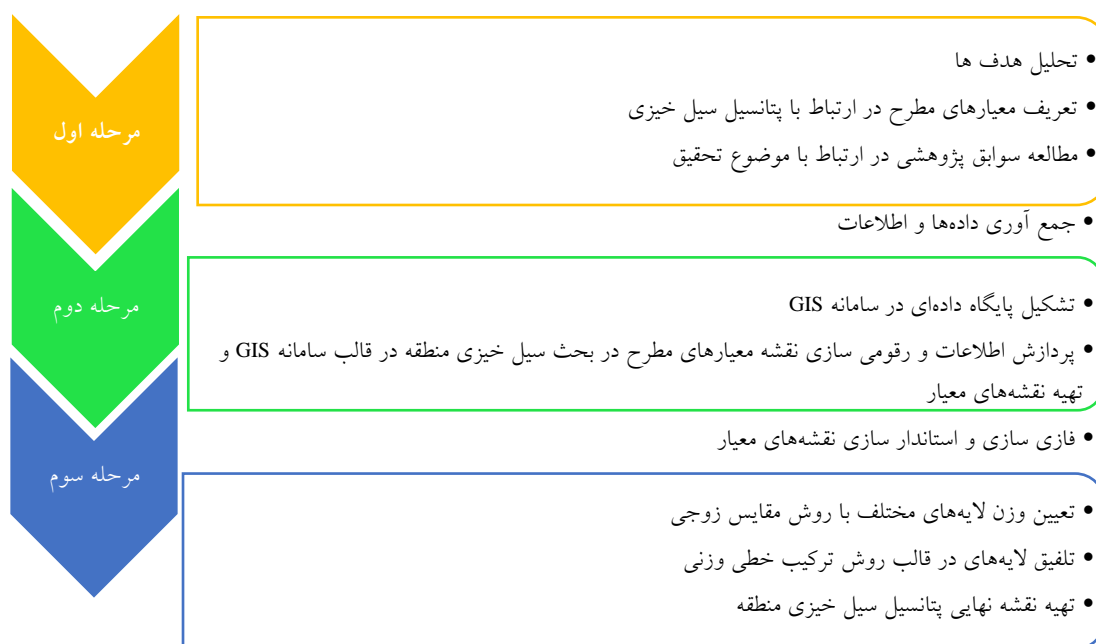 مرحله اول
• تحلیل هدف ها
• تعریف معیارهای مطرح در ارتباط با پتانسیل سیل خیزی
• مطالعه سوابق پژوهشی در ارتباط با موضوع تحقیق
• جمع آوری داده‌ها و اطلاعات
مرحله دوم
• تشکیل پایگاه داده‌ای در سامانه GIS
• پردازش اطلاعات و رقومی سازی نقشه معیارهای مطرح در بحث سیل خیزی منطقه در قالب سامانه GIS و
تهیه نقشه‌های معیار
• فازی سازی و استاندار سازی نقشه‌های معیار
مرحله سوم
• تعیین وزن لایه‌های مختلف با روش مقایس زوجی
• تلفیق لایه‌های در قالب روش ترکیب خطی وزنی
• تهیه نقشه نهایی پتانسیل سیل خیزی منطقه